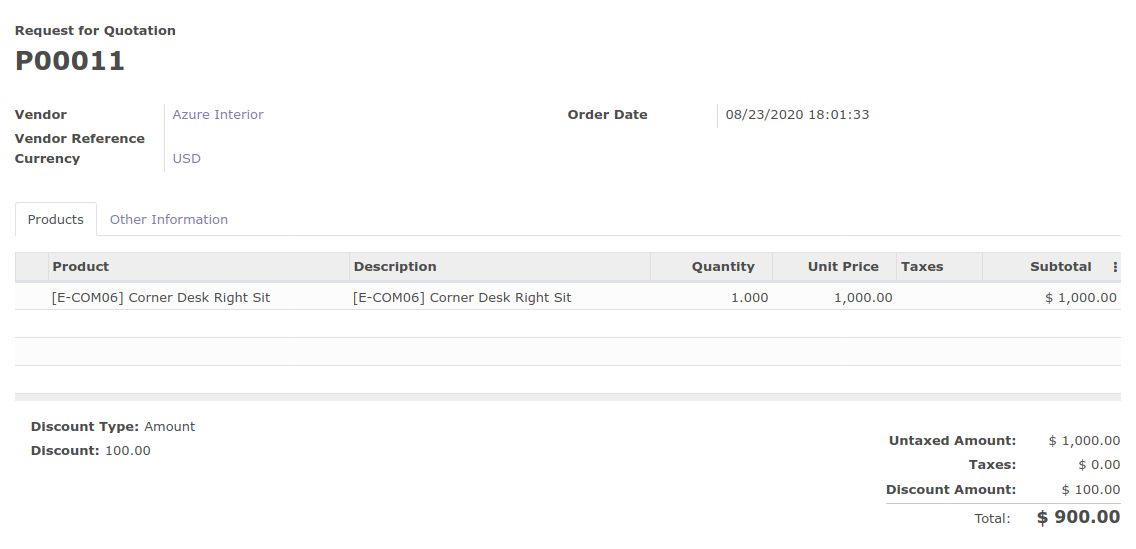 Request for Quotation
P00011
Vendor Azure Interior Order Date 08/23/2020 18:01:33
Vendor Reference
Currency USD
Products Other Information
Product Description Quantity Unit Price Taxes Subtotal
[E-COM06] Corner Desk Right Sit [E-COM06] Corner Desk Right Sit 1.000 1,000.00 $ 1,000.00
Discount Type: Amount
Discount: 100.00
Untaxed Amount: $ 1,000.00
Taxes: $ 0.00
Discount Amount: $ 100.00
Total: $ 900.00